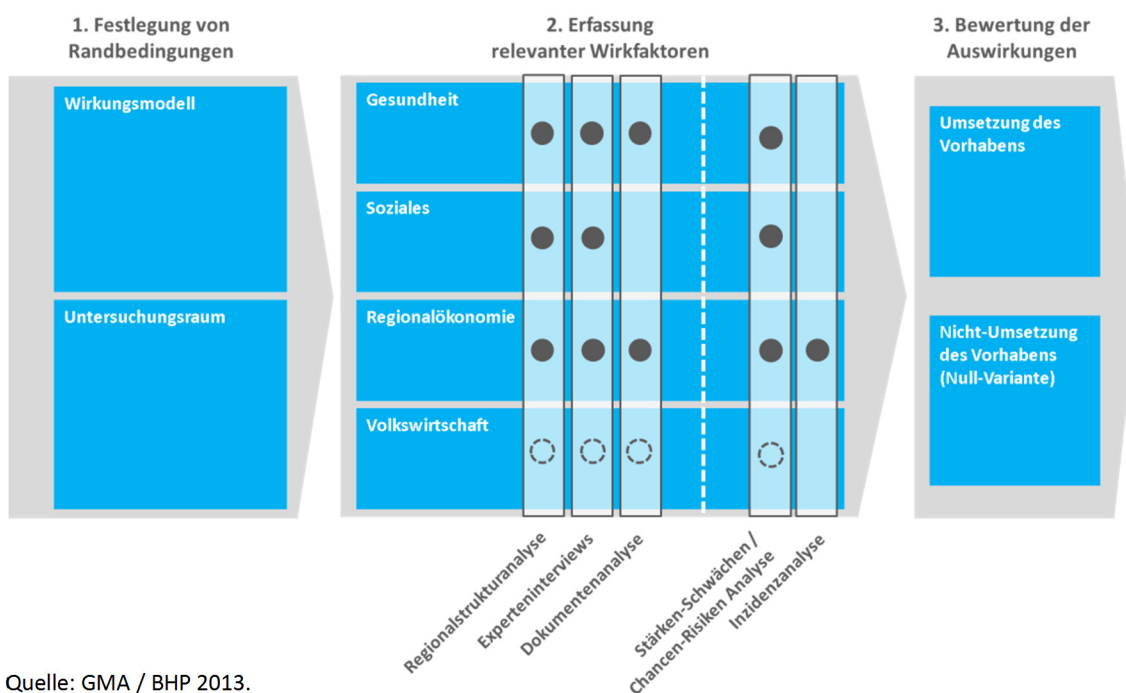 1. Festlegung von
Randbedingungen
2. Erfassung
relevanter Wirkfaktoren
3. Bewertung der
Auswirkungen
Wirkungsmodell
Untersuchungsraum
Gesundheit
Soziales
Regionalökonomie
Volkswirtschaft
Umsetzung des
Vorhabens
Nicht-Umsetzung
des Vorhabens
(Null-Variante)
Regionalstrukturanalyse
Experteninterviews
Dokumentenanalyse
Stärken-Schwächen /
Chancen-Risiken Analyse
Inzidenzanalyse
Quelle: GMA / BHP 2013.